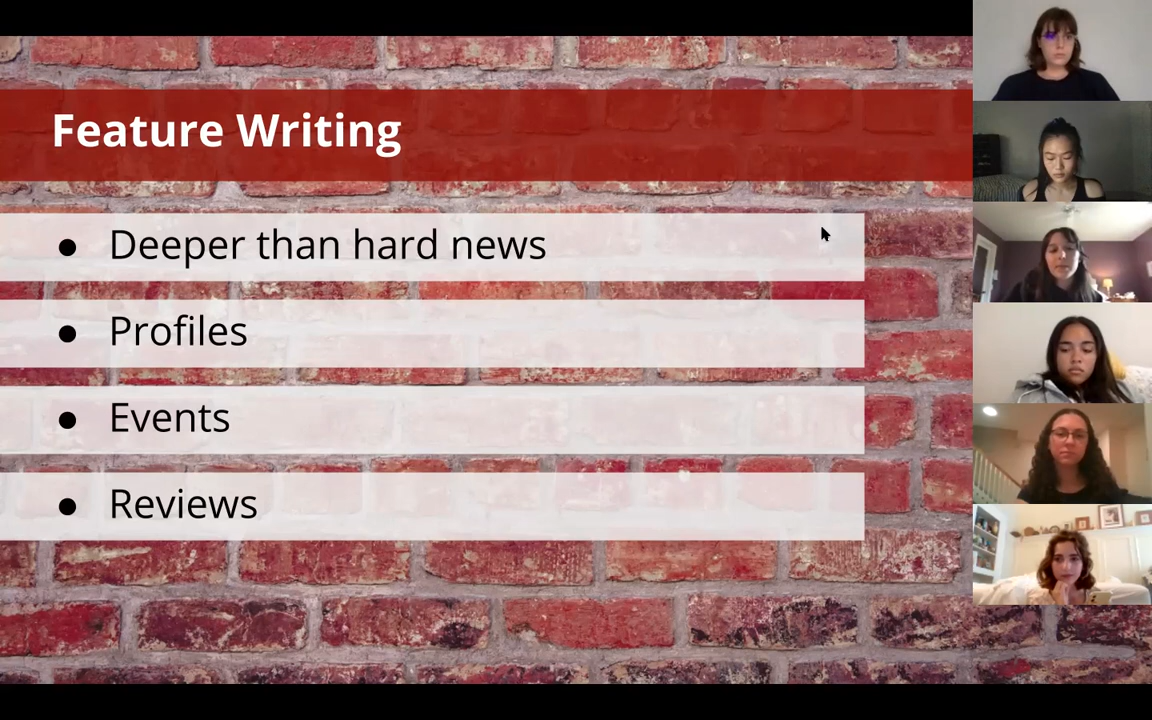 Feature Writing
● Deeper than hard news
● Profiles
● Events
● Reviews